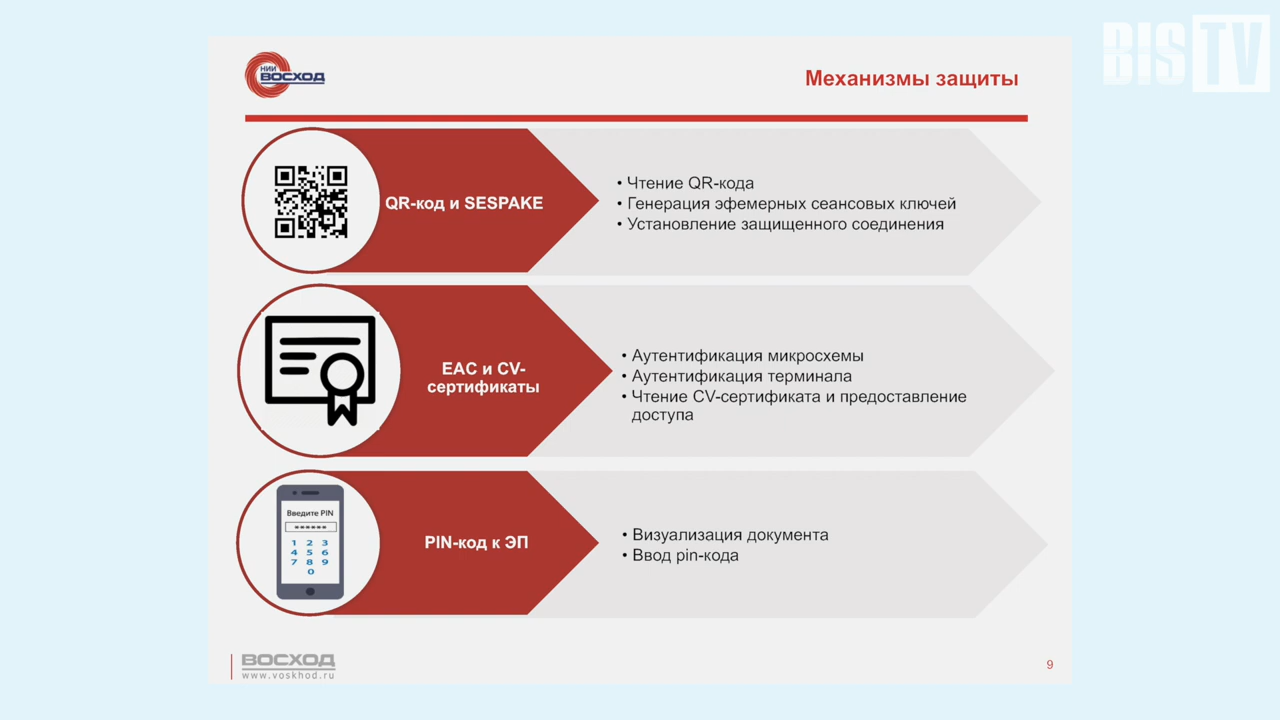 BIS TV
НИИ
ВОСХОД
Механизмы защиты
QR-код и SESPAKE
• Чтение QR-кода
• Генерация эфемерных сеансовых ключей
• Установление защищенного соединения
EAC и CV-
сертификаты
• Аутентификация микросхемы
• Аутентификация терминала
• Чтение CV-сертификата и предоставление
доступа
Введите PIN
******
1 2 3
4 5 6
7 8 9
0
PIN-код к ЭП
• Визуализация документа
• Ввод pin-кода
ВОСХОД
www.voskhod.ru
9